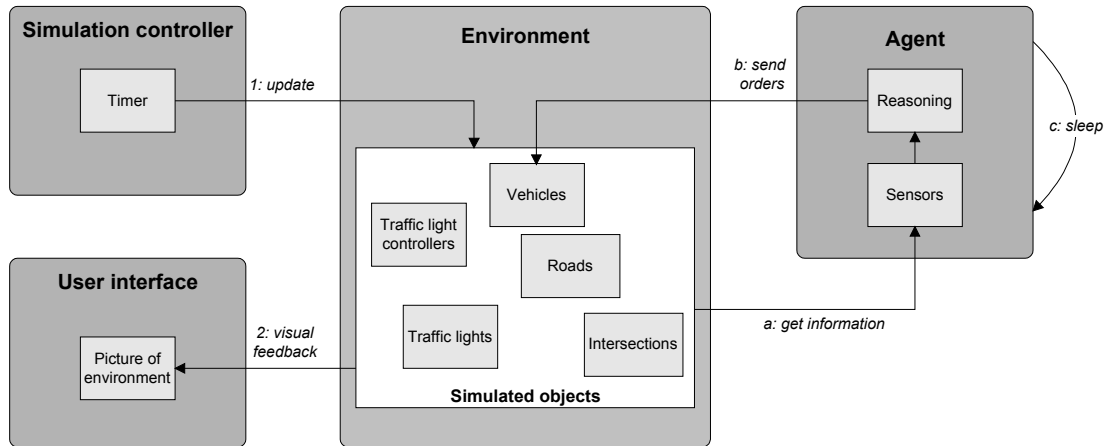 Simulation controller
Timer
1: update
Environment
Agent
b: send
orders
Reasoning
c: sleep
Sensors
Vehicles
Traffic light
controllers
Roads
Traffic lights
Intersections
Simulated objects
a: get information
User interface
2: visual
feedback
Picture of
environment